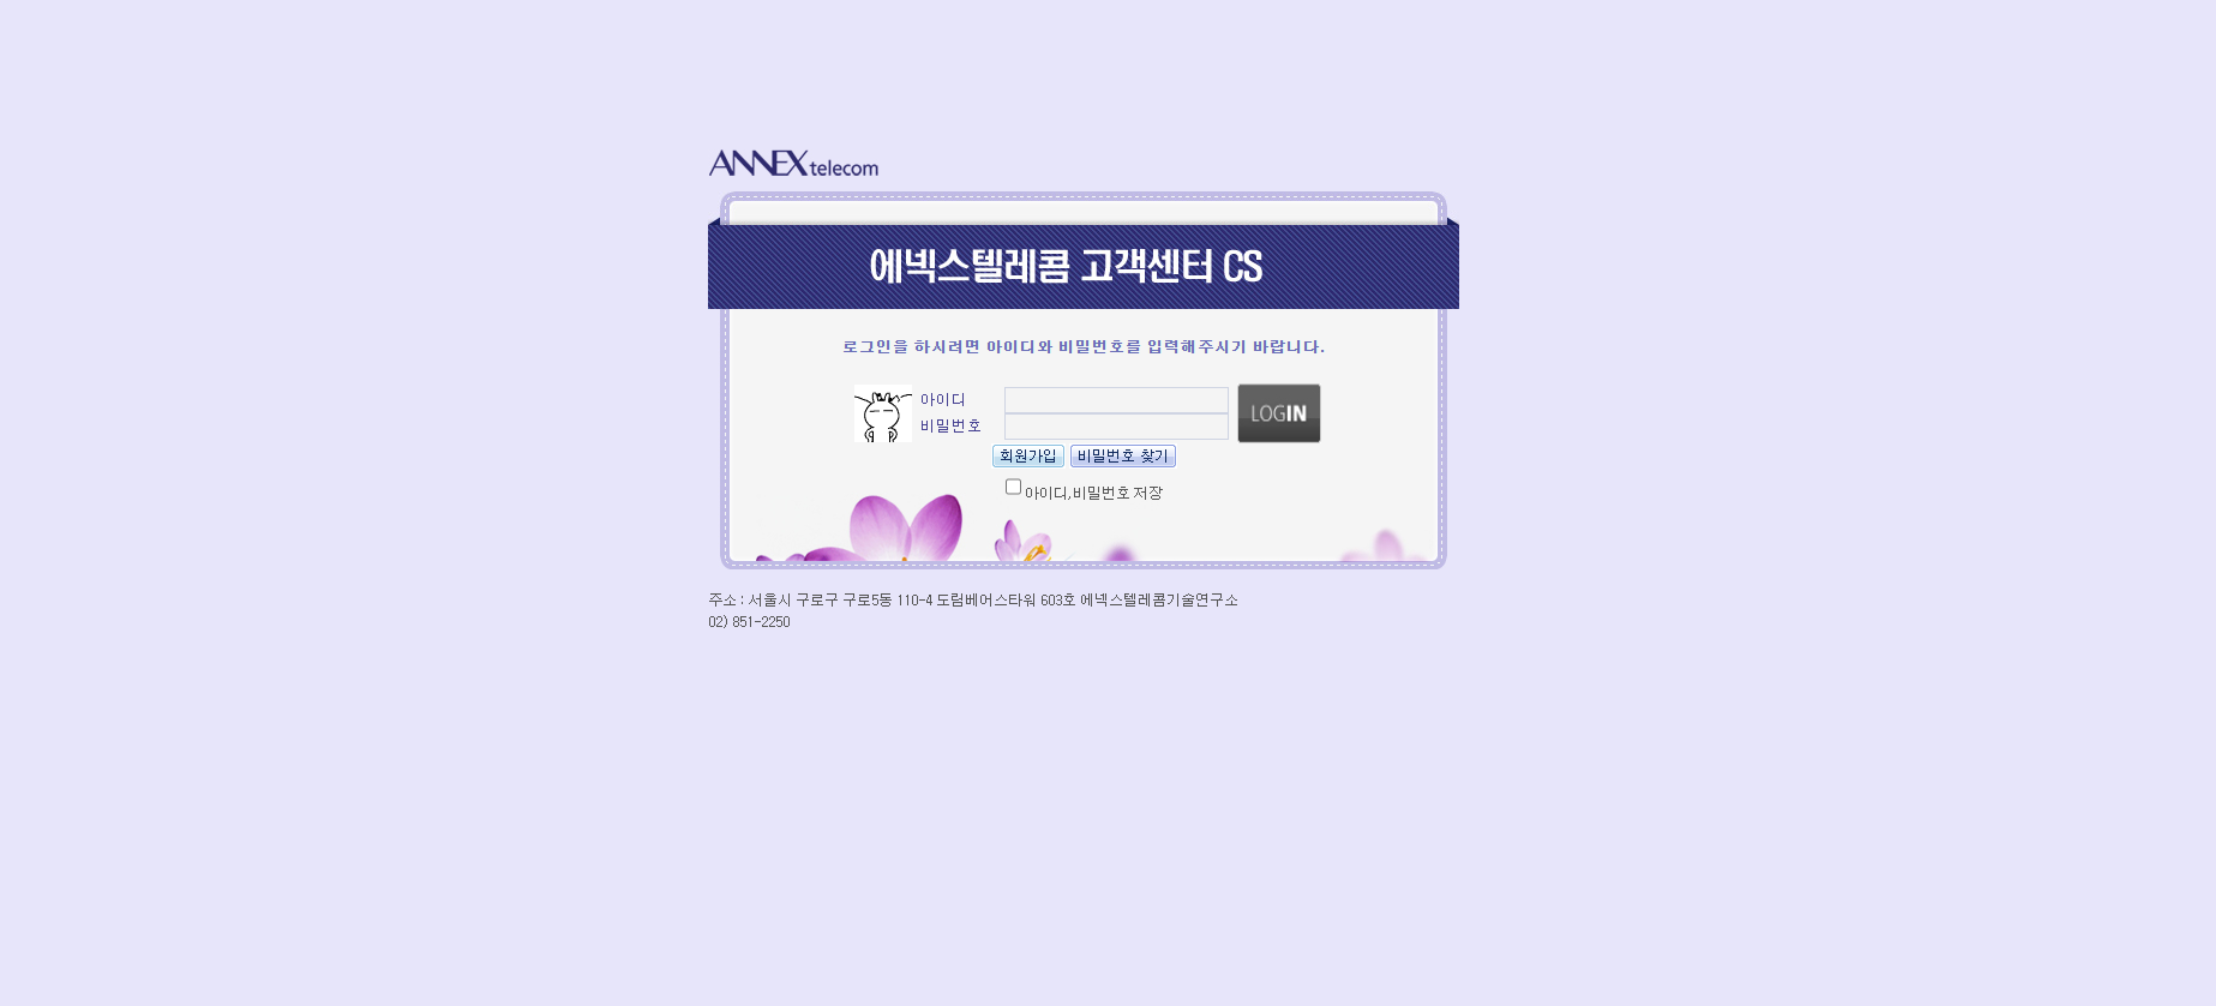 ANNEX telecom
에넥스텔레콤 고객센터 CS
로그인을 하시려면 아이디와 비밀번호를 입력해주시기 바랍니다.
아이디
비밀번호
LOGIN
회원가입 비밀번호 찾기
아이디,비밀번호 저장
주소 : 서울시 구로구 구로5동 110-4 도림베어스타워 603호 에넥스텔레콤기술연구소
02) 851-2250